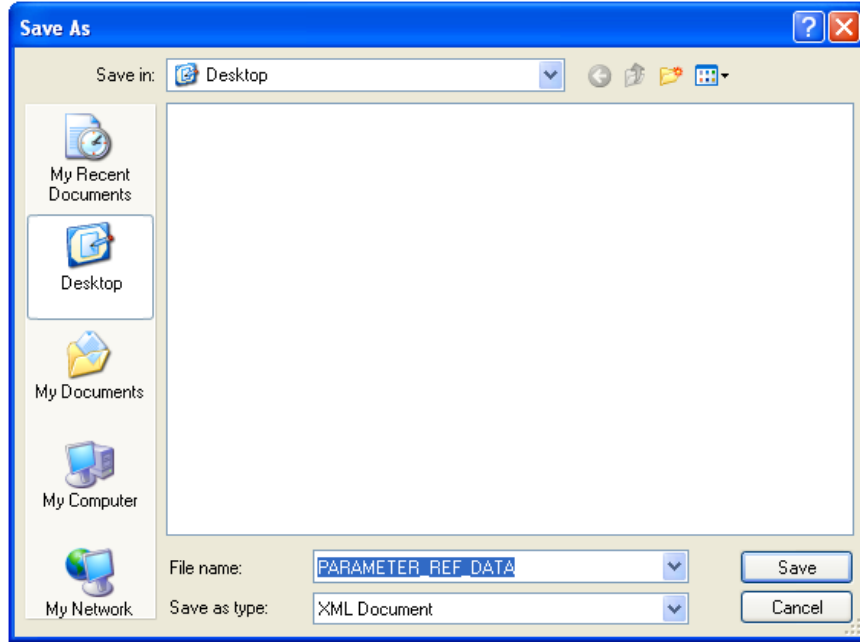 Save As
Save in:
Desktop
My Recent
Documents
Desktop
My Documents
My Computer
My Network
File name:
PARAMETER_REF_DATA
Save
Save as type:
XML Document
Cancel